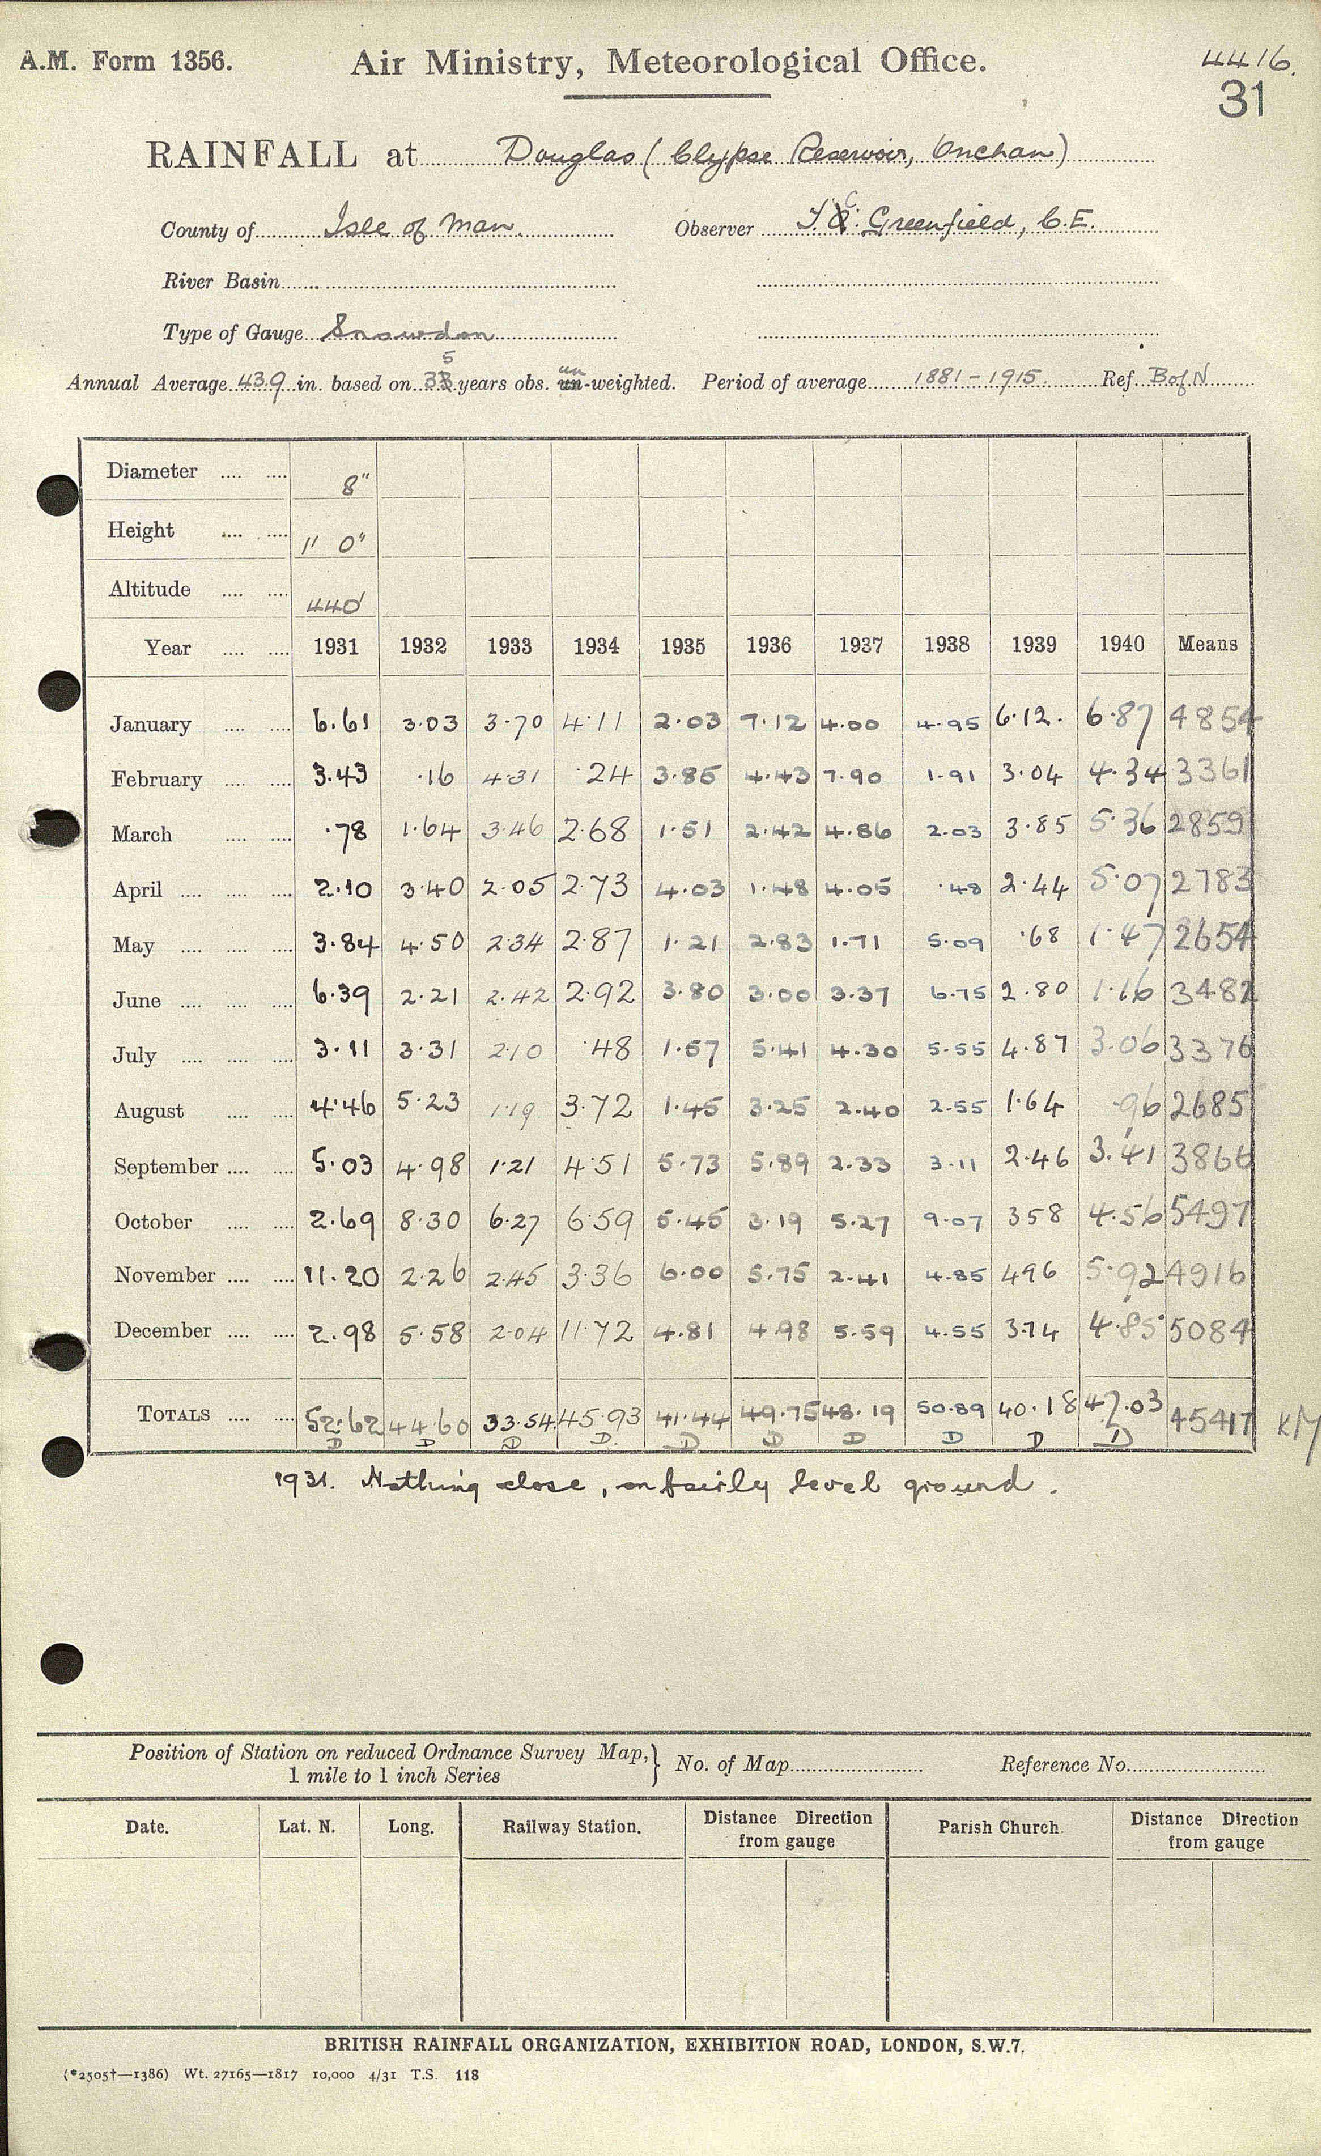 A.M. Form 1356. Air Ministry, Meteorological Office. 4416.
31
RAINFALL at Douglas (Clypse Reservoir, Onchan)
County of Isle of Man. Observer T.C. Greenfield, C.E.
River Basin
Type of Gauge Snowdon
Annual Average 43.9 in. based on 35 years obs. un-weighted. Period of average 1881-1915. Ref. B of N
Diameter 8"
Height 1' 0"
Altitude 440'
Year 1931 1932 1933 1934 1935 1936 1937 1938 1939 1940 Means
January 6.61 3.03 3.70 4.11 2.03 7.12 4.00 4.95 6.12. 6.87 4854
February 3.43 .16 4.31 .24 3.85 4.43 7.90 1.91 3.04 4.34 3361
March .78 1.64 3.46 2.68 1.51 2.42 4.86 2.03 3.85 5.36 2859
April 2.10 3.40 2.05 2.73 4.03 1.48 4.05 .48 2.44 5.07 2783
May 3.84 4.50 2.34 2.87 1.21 2.83 1.71 5.09 .68 1.47 2654
June 6.39 2.21 2.42 2.92 3.80 3.00 3.37 6.75 2.80 1.16 3482
July 3.11 3.31 2.10 .48 1.57 5.41 4.30 5.55 4.87 3.06 3376
August 4.46 5.23 1.19 3.72 1.45 3.25 2.40 2.55 1.64 .96 2685
September 5.03 4.98 1.21 4.51 5.73 5.89 2.33 3.11 2.46 3.41 3866
October 2.69 8.30 6.27 6.59 5.45 3.19 5.27 9.07 3.58 4.56 5497
November 11.20 2.26 2.45 3.36 6.00 5.75 2.41 4.85 4.96 5.92 4916
December 2.98 5.58 2.04 11.72 4.81 4.98 5.59 4.55 3.74 4.85 5084
TOTALS 52.62 44.60 33.54 45.93 41.44 49.75 48.19 50.89 40.18 47.03 45417 KM
D D D D D D D D D D
1931. Nothing close, on fairly level ground.
Position of Station on reduced Ordnance Survey Map, 1 mile to 1 inch Series } No. of Map Reference No.
Date. Lat. N. Long. Railway Station. Distance Direction from gauge Parish Church. Distance Direction from gauge
BRITISH RAINFALL ORGANIZATION, EXHIBITION ROAD, LONDON, S.W.7.
(*2505†—1386) Wt. 27165—1817 10,000 4/31 T.S. 118